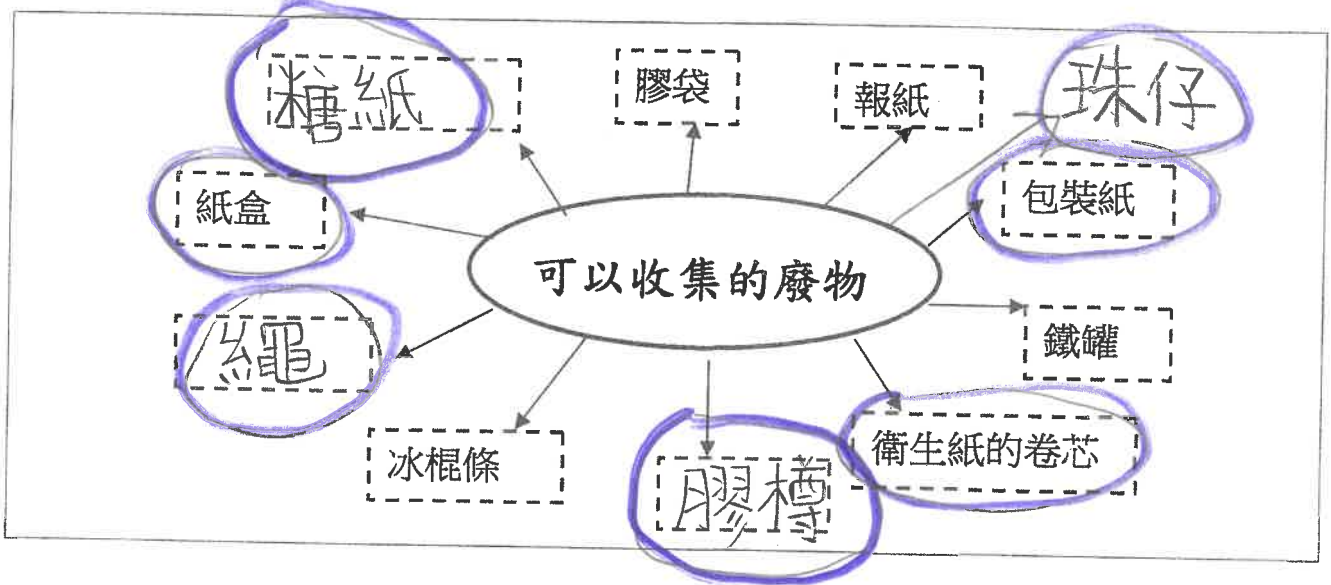 糖紙
膠袋
報紙
珠仔
紙盒
包裝紙
可以收集的廢物
繩
鐵罐
冰棍條
膠樽
衛生紙的卷芯